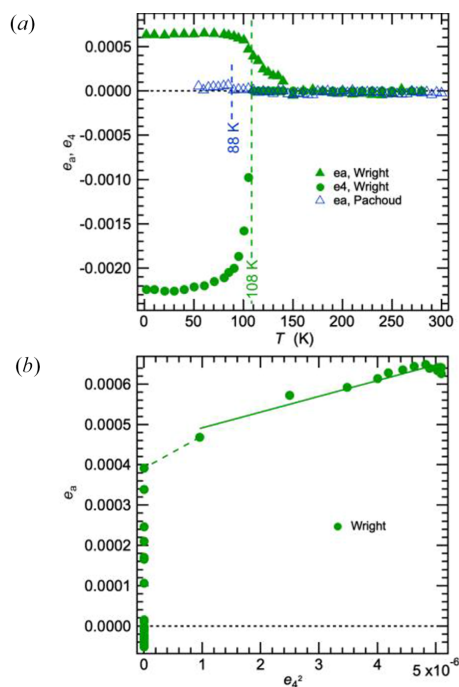 (a)
0.0005
0.0000
-0.0005
-0.0010
-0.0015
-0.0020
ea, e4
88 K
108 K
ea, Wright
e4, Wright
ea, Pachoud
0 50 100 150 200 250 300
T (K)
(b)
0.0006
0.0005
0.0004
0.0003
0.0002
0.0001
0.0000
ea
Wright
0 1 2 3 4 5x10⁻⁶
e4²